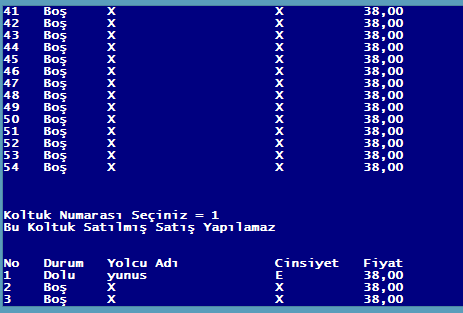 41 Boş X X 38,00
42 Boş X X 38,00
43 Boş X X 38,00
44 Boş X X 38,00
45 Boş X X 38,00
46 Boş X X 38,00
47 Boş X X 38,00
48 Boş X X 38,00
49 Boş X X 38,00
50 Boş X X 38,00
51 Boş X X 38,00
52 Boş X X 38,00
53 Boş X X 38,00
54 Boş X X 38,00
Koltuk Numarası Seçiniz = 1
Bu Koltuk Satılmış Satış Yapılamaz
No Durum Yolcu Adı Cinsiyet Fiyat
1 Dolu yunus E 38,00
2 Boş X X 38,00
3 Boş X X 38,00